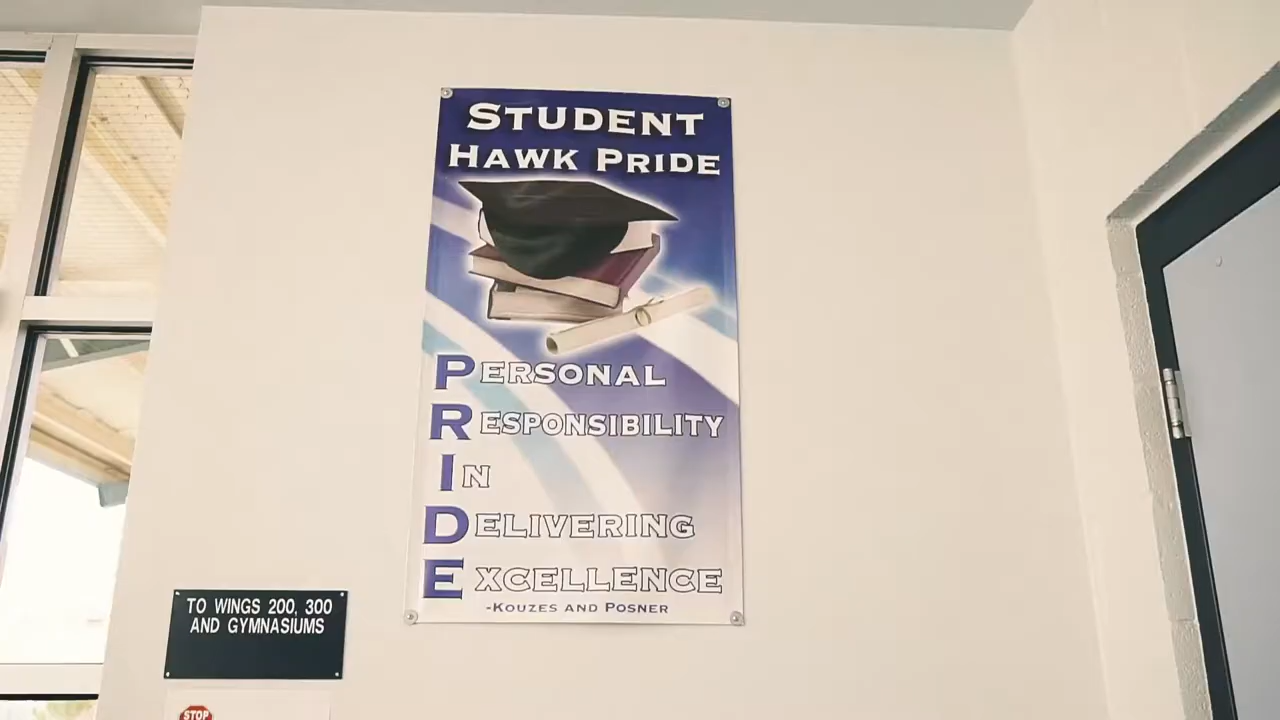 STUDENT
HAWK PRIDE
PERSONAL
RESPONSIBILITY
IN
DELIVERING
EXCELLENCE
-KOUZES AND POSNER
TO WINGS 200, 300
AND GYMNASIUMS
STOP